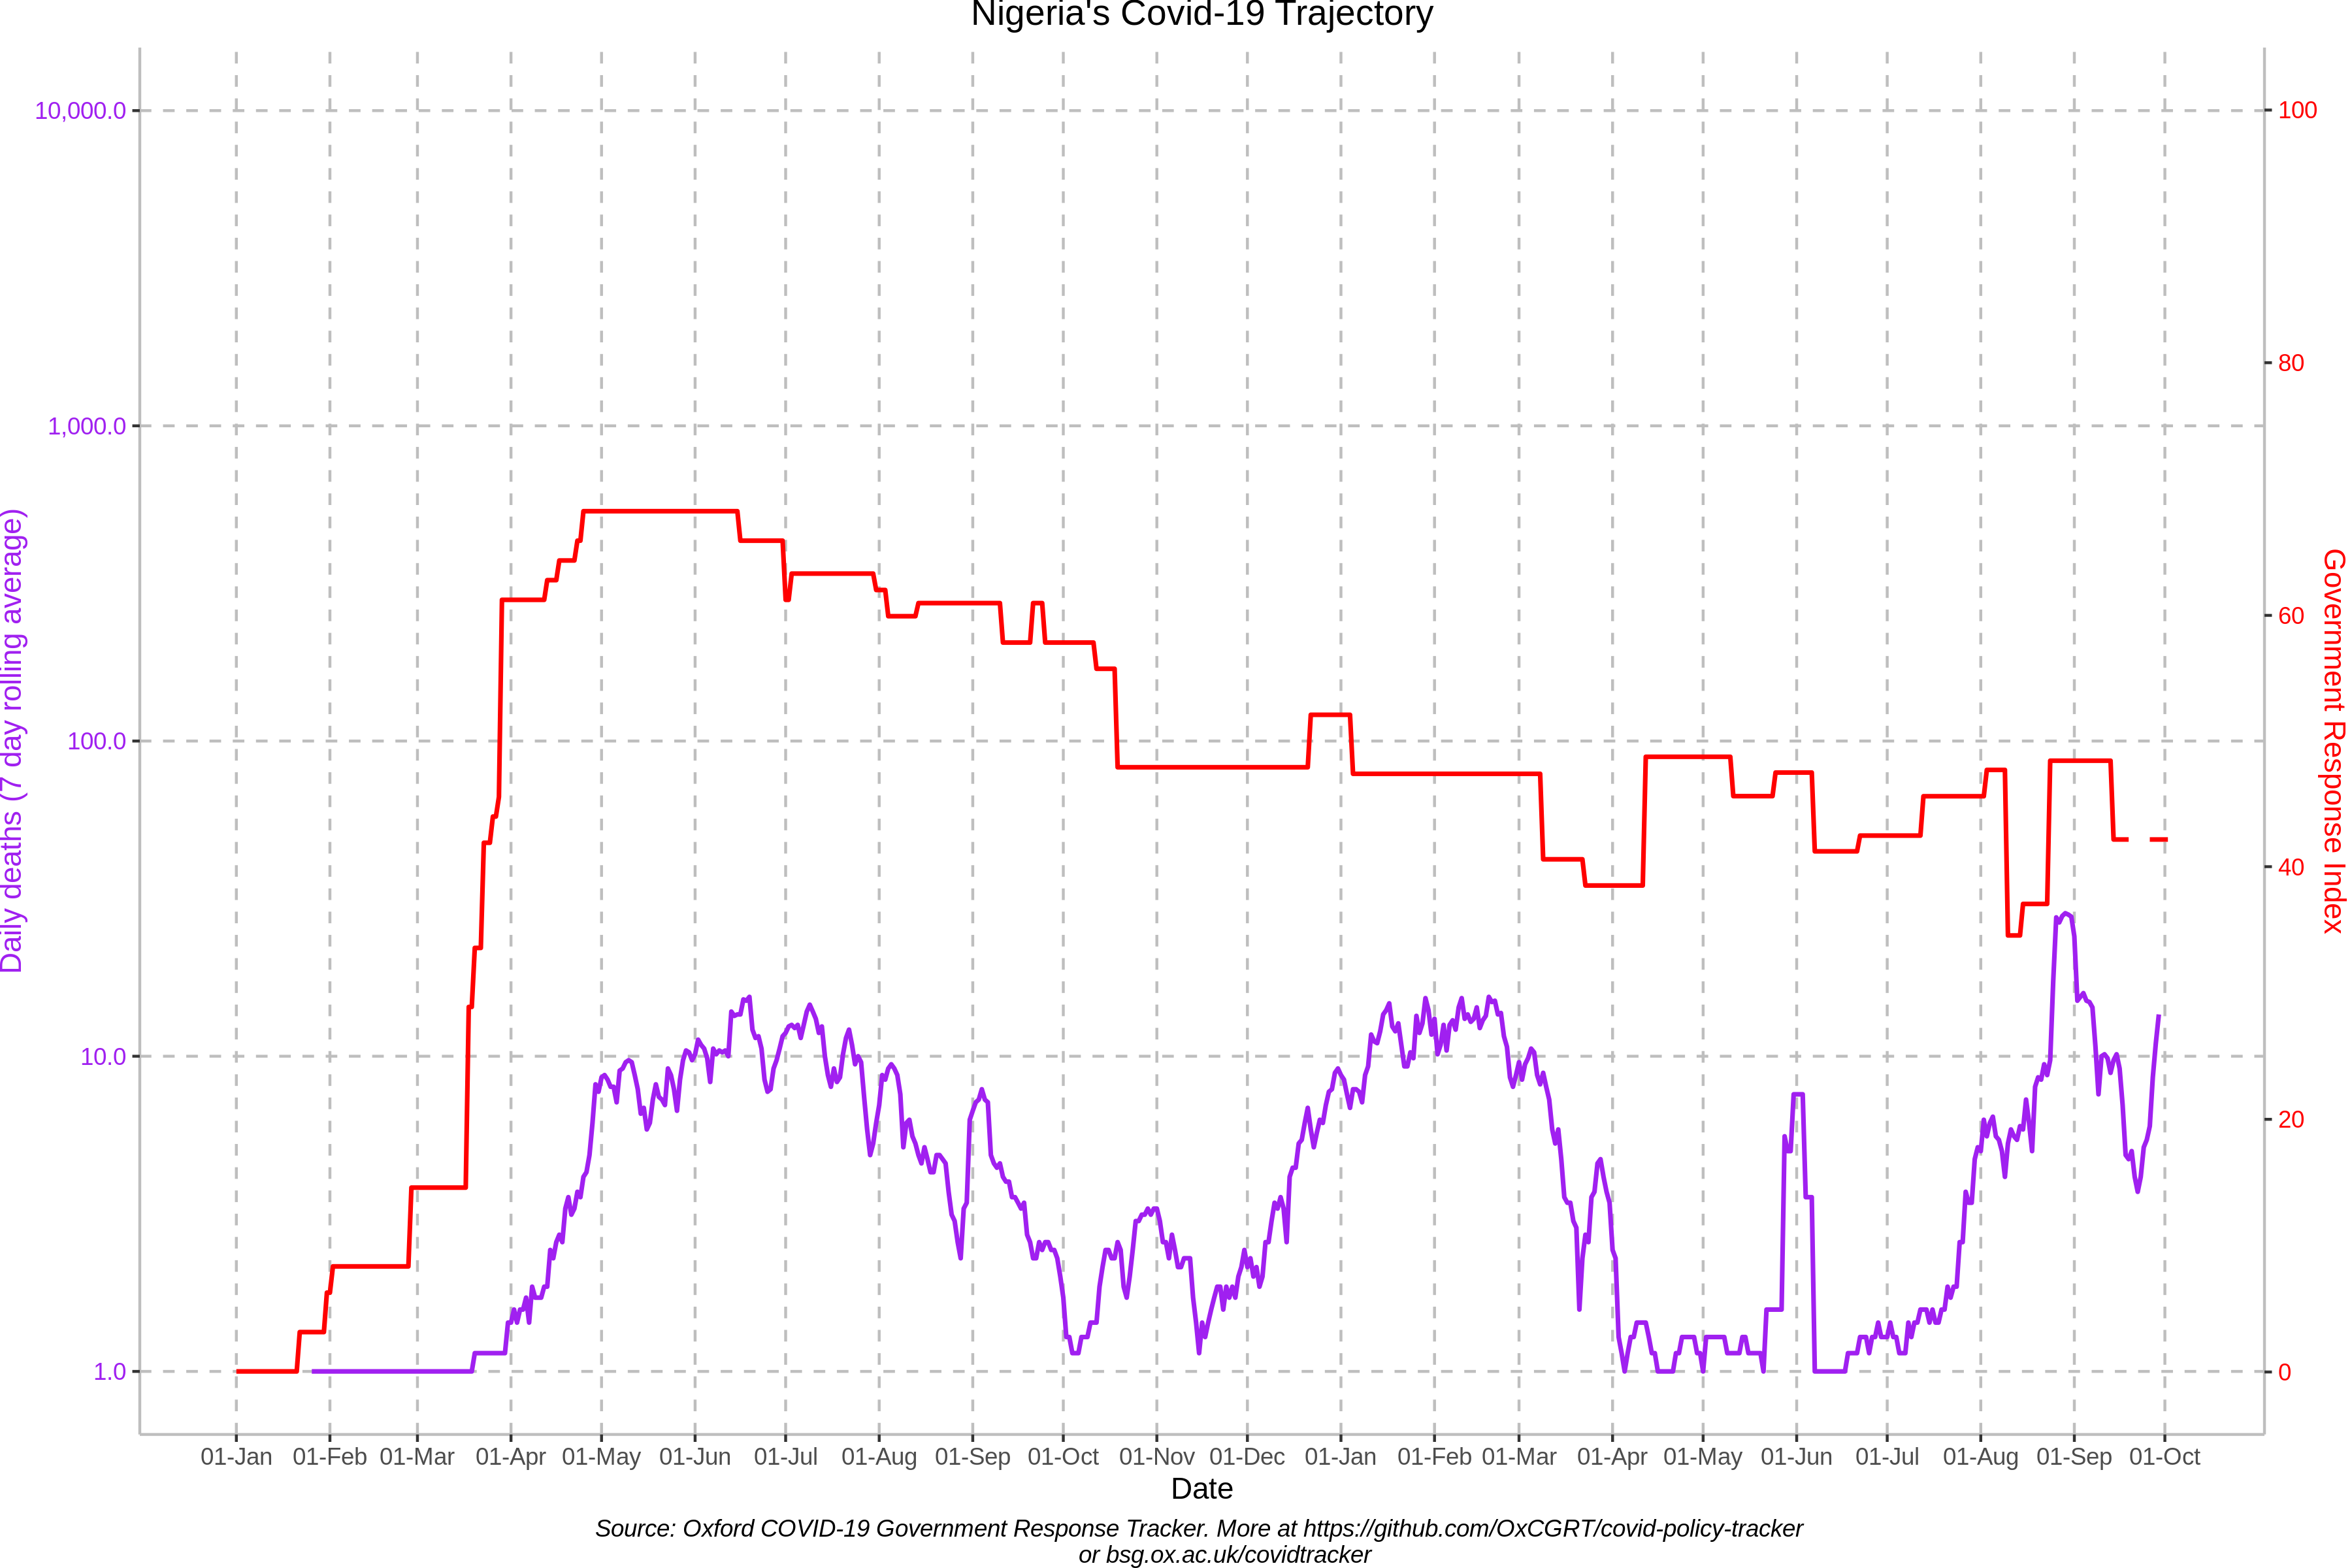 Nigeria's Covid-19 Trajectory
10,000.0
1,000.0
100.0
10.0
1.0
Daily deaths (7 day rolling average)
100
80
60
40
20
0
Government Response Index
01-Jan 01-Feb 01-Mar 01-Apr 01-May 01-Jun 01-Jul 01-Aug 01-Sep 01-Oct 01-Nov 01-Dec 01-Jan 01-Feb 01-Mar 01-Apr 01-May 01-Jun 01-Jul 01-Aug 01-Sep 01-Oct
Date
Source: Oxford COVID-19 Government Response Tracker. More at https://github.com/OxCGRT/covid-policy-tracker
or bsg.ox.ac.uk/covidtracker